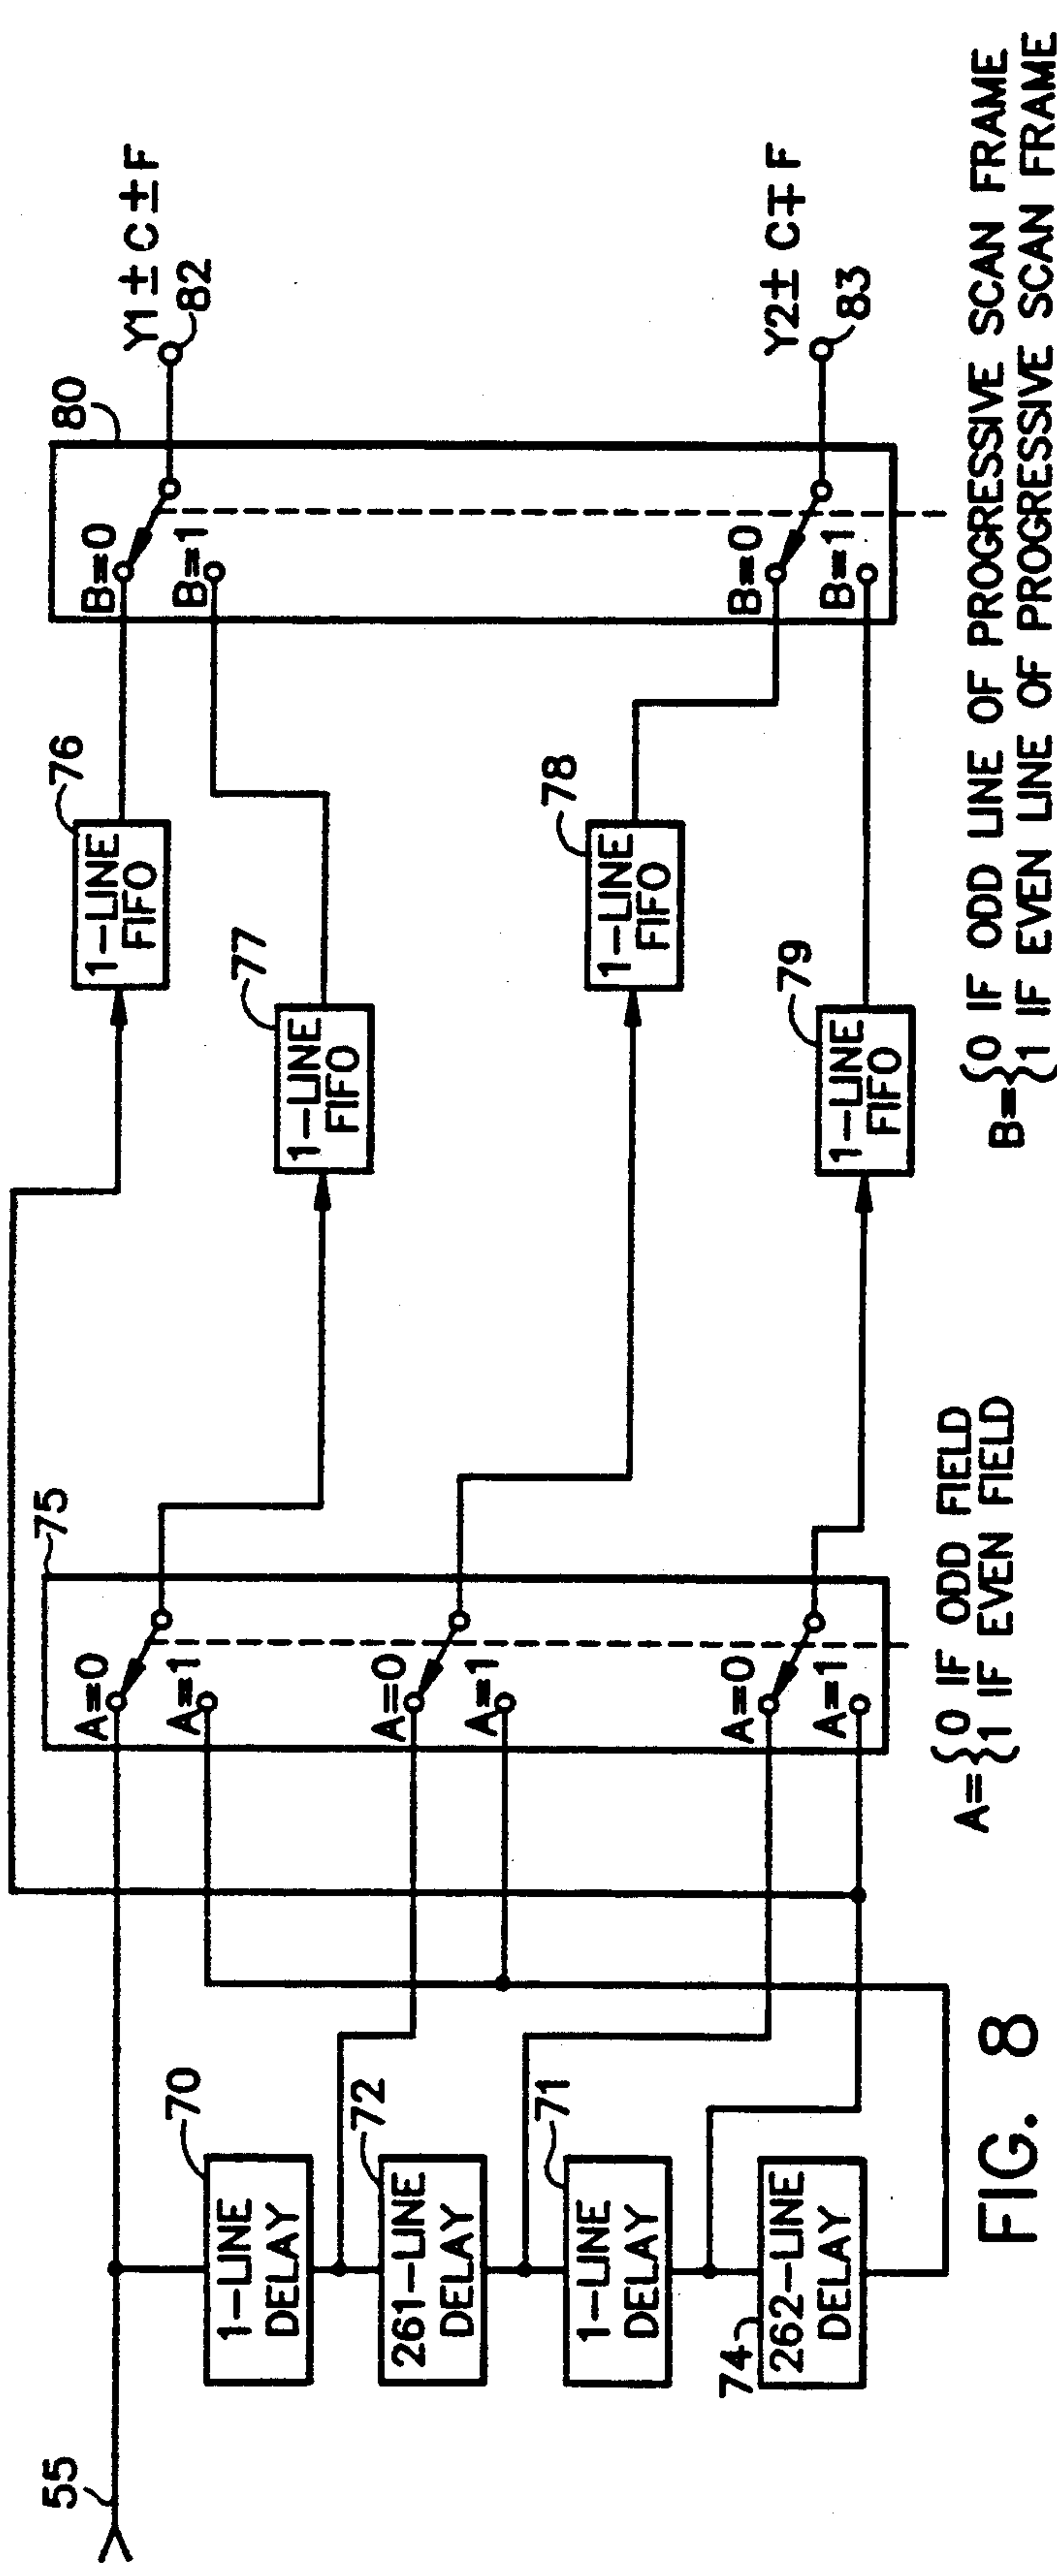 55
70
1-LINE
DELAY
72
261-LINE
DELAY
71
1-LINE
DELAY
74
262-LINE
DELAY
75
A=0
A=1
A=0
A=1
A=0
A=1
A={0 IF ODD FIELD
{1 IF EVEN FIELD
76
1-LINE
FIFO
77
1-LINE
FIFO
78
1-LINE
FIFO
79
1-LINE
FIFO
80
B=0
B=1
B=0
B=1
Y1 ± C ± F
82
Y2± C∓ F
83
B={0 IF ODD LINE OF PROGRESSIVE SCAN FRAME
{1 IF EVEN LINE OF PROGRESSIVE SCAN FRAME
FIG. 8